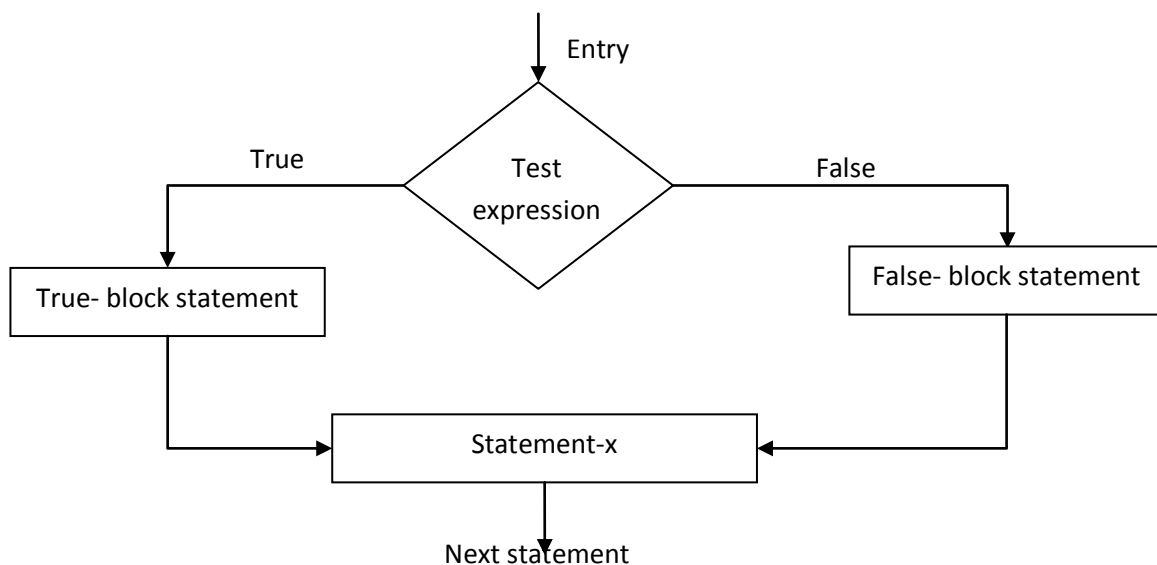 Entry
True
Test
expression
False
True- block statement
False- block statement
Statement-x
Next statement